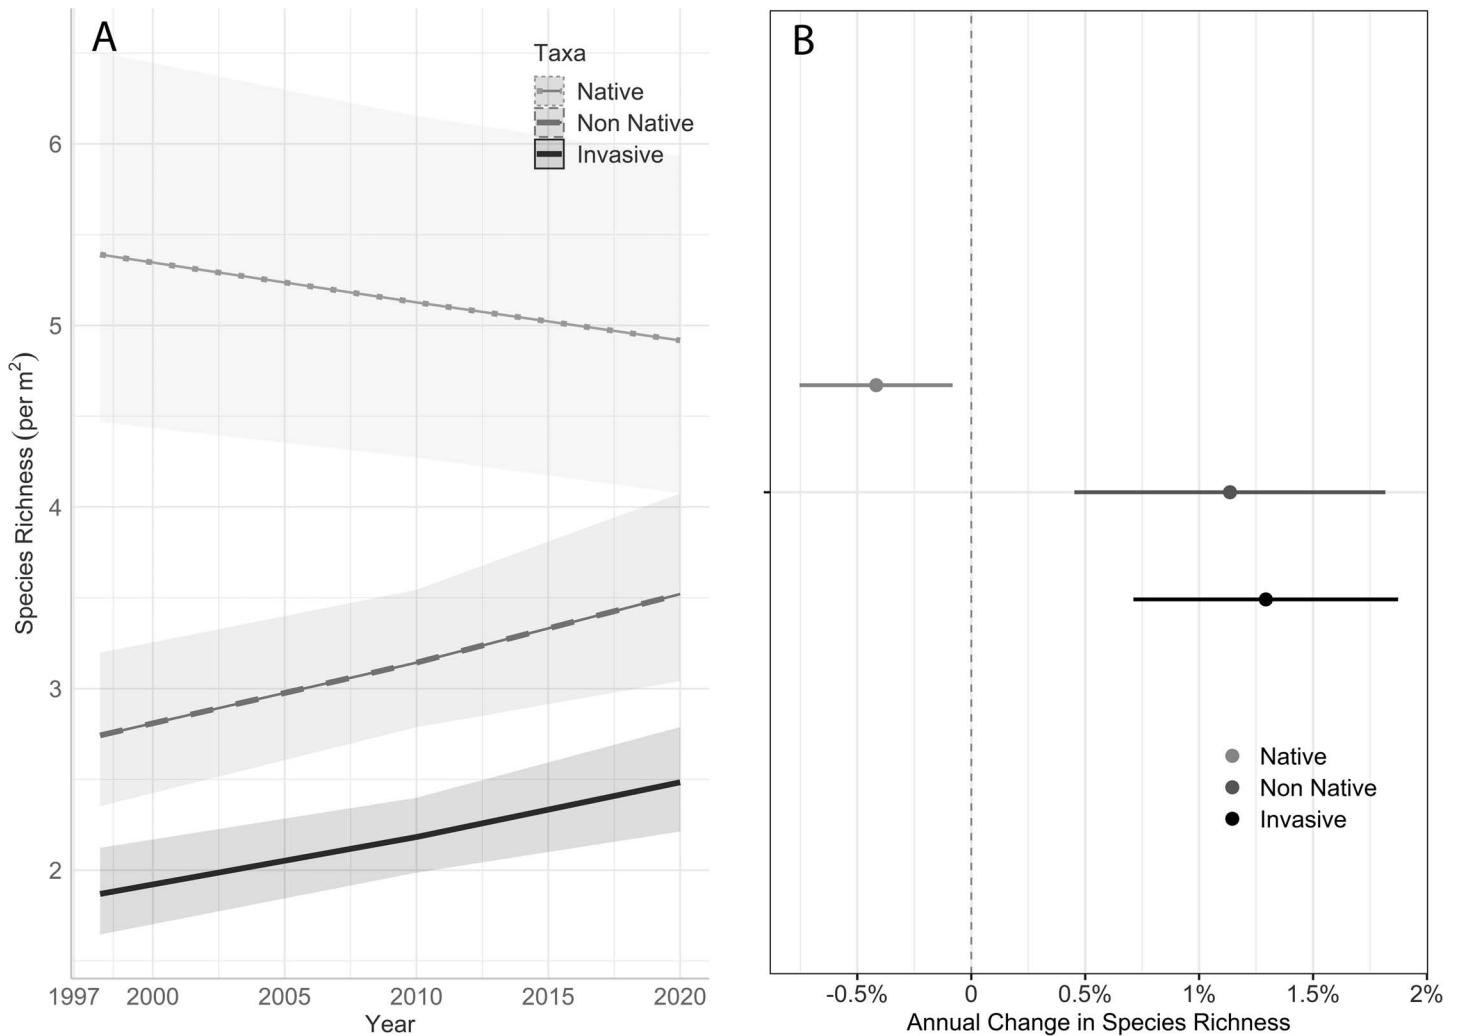 A
Taxa
Native
Non Native
Invasive
6
5
4
3
2
Species Richness (per m²)
1997 2000 2005 2010 2015 2020
Year
B
Native
Non Native
Invasive
-0.5% 0 0.5% 1% 1.5% 2%
Annual Change in Species Richness